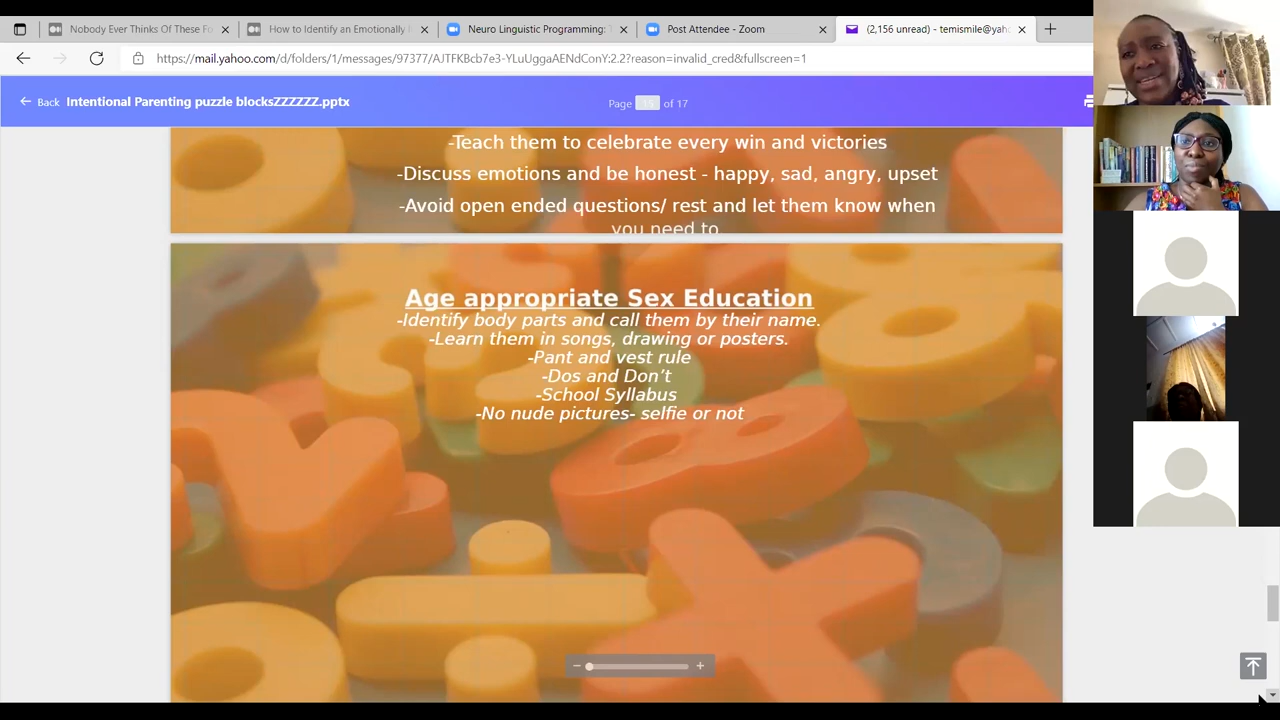 Nobody Ever Thinks Of These Fo
How to Identify an Emotionally
Neuro Linguistic Programming:
Post Attendee - Zoom
(2,156 unread) - temismile@yaho
https://mail.yahoo.com/d/folders/1/messages/97377/AJTFKBcb7e3-YLuUggaAENdConY:2.2?reason=invalid_cred&fullscreen=1
Back Intentional Parenting puzzle blocksZZZZZZ.pptx
Page 15 of 17
-Teach them to celebrate every win and victories
-Discuss emotions and be honest - happy, sad, angry, upset
-Avoid open ended questions/ rest and let them know when
you need to
Age appropriate Sex Education
-Identify body parts and call them by their name.
-Learn them in songs, drawing or posters.
-Pant and vest rule
-Dos and Don’t
-School Syllabus
-No nude pictures- selfie or not